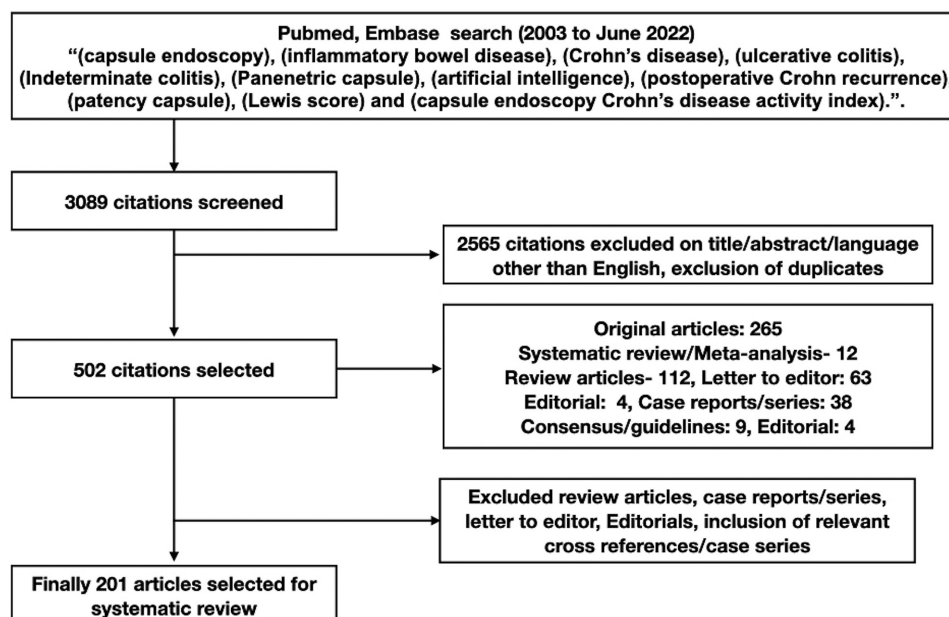 Pubmed, Embase search (2003 to June 2022)
“(capsule endoscopy), (inflammatory bowel disease), (Crohn’s disease), (ulcerative colitis),
(Indeterminate colitis), (Panenetric capsule), (artificial intelligence), (postoperative Crohn recurrence)
(patency capsule), (Lewis score) and (capsule endoscopy Crohn’s disease activity index).”.
3089 citations screened
2565 citations excluded on title/abstract/language
other than English, exclusion of duplicates
502 citations selected
Original articles: 265
Systematic review/Meta-analysis- 12
Review articles- 112, Letter to editor: 63
Editorial: 4, Case reports/series: 38
Consensus/guidelines: 9, Editorial: 4
Excluded review articles, case reports/series,
letter to editor, Editorials, inclusion of relevant
cross references/case series
Finally 201 articles selected for
systematic review